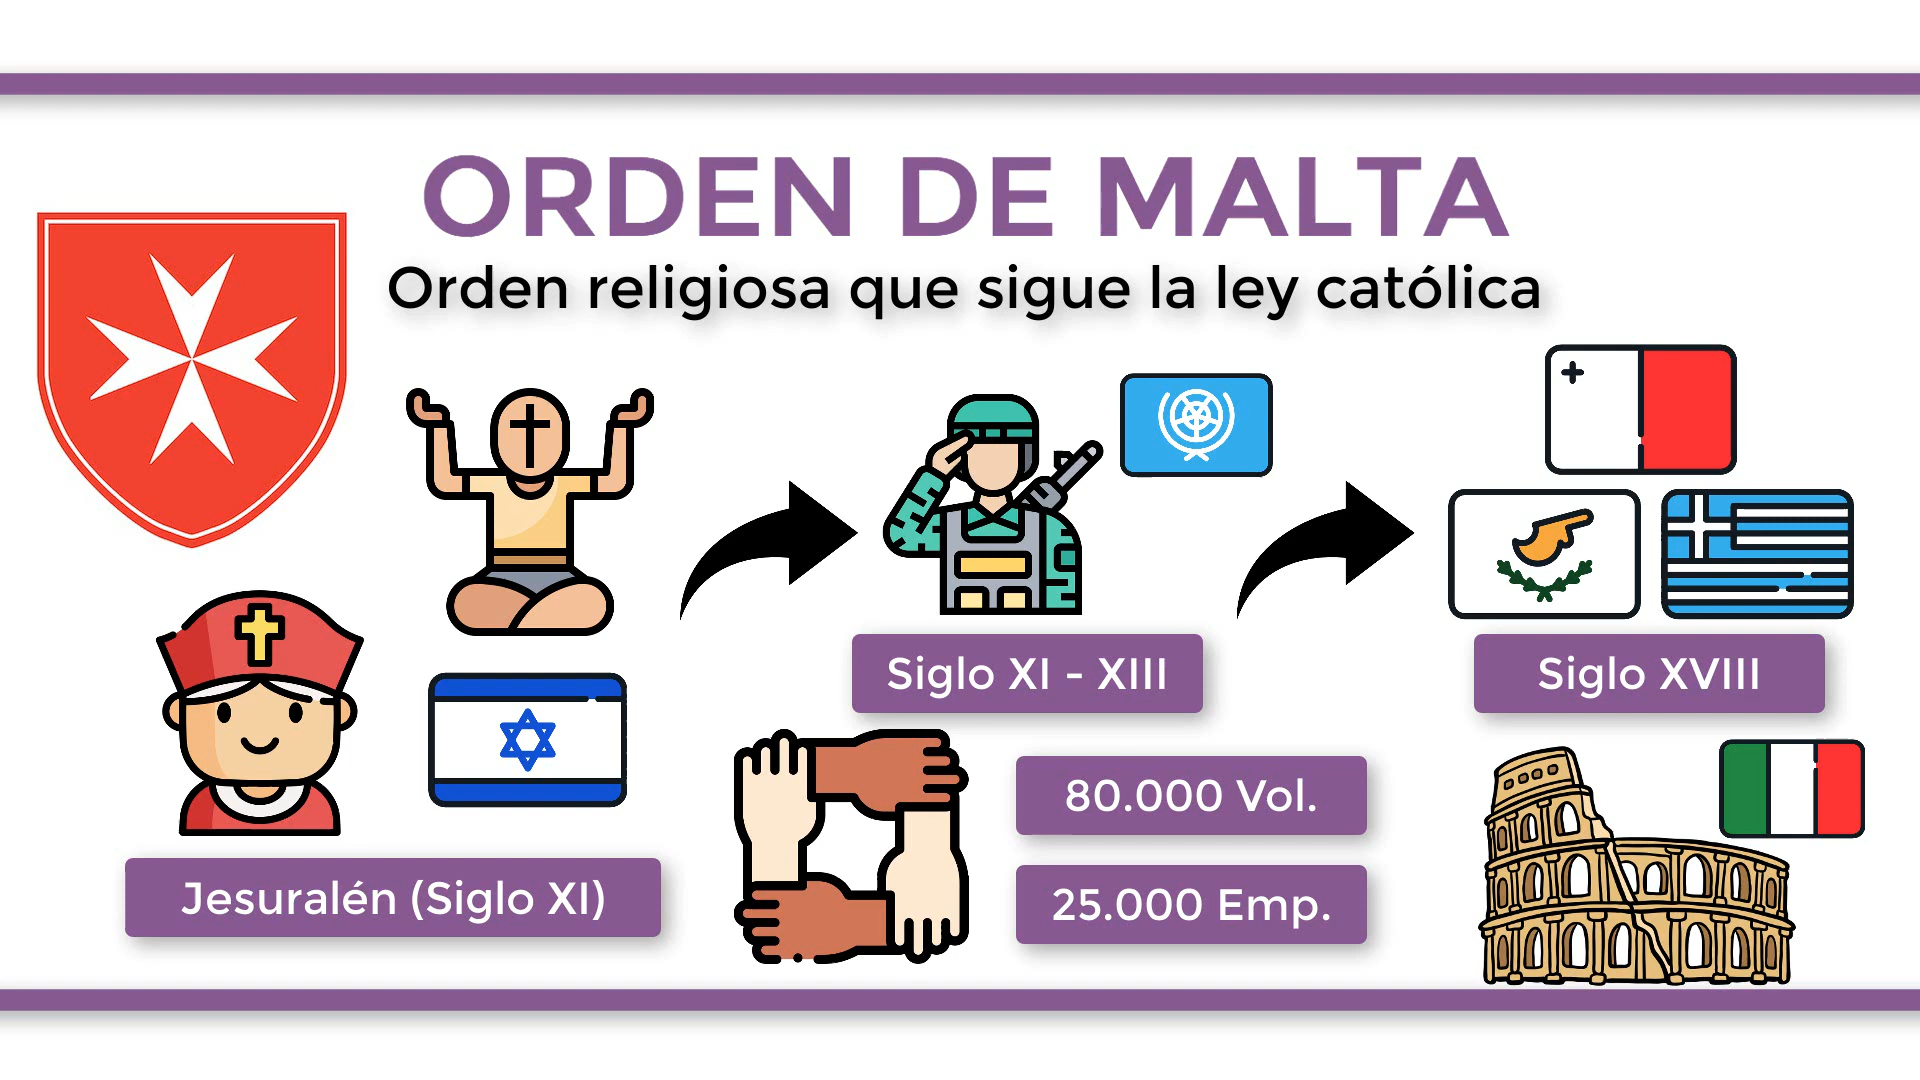 ORDEN DE MALTA
Orden religiosa que sigue la ley católica
Siglo XI - XIII
Siglo XVIII
80.000 Vol.
25.000 Emp.
Jesuralén (Siglo XI)